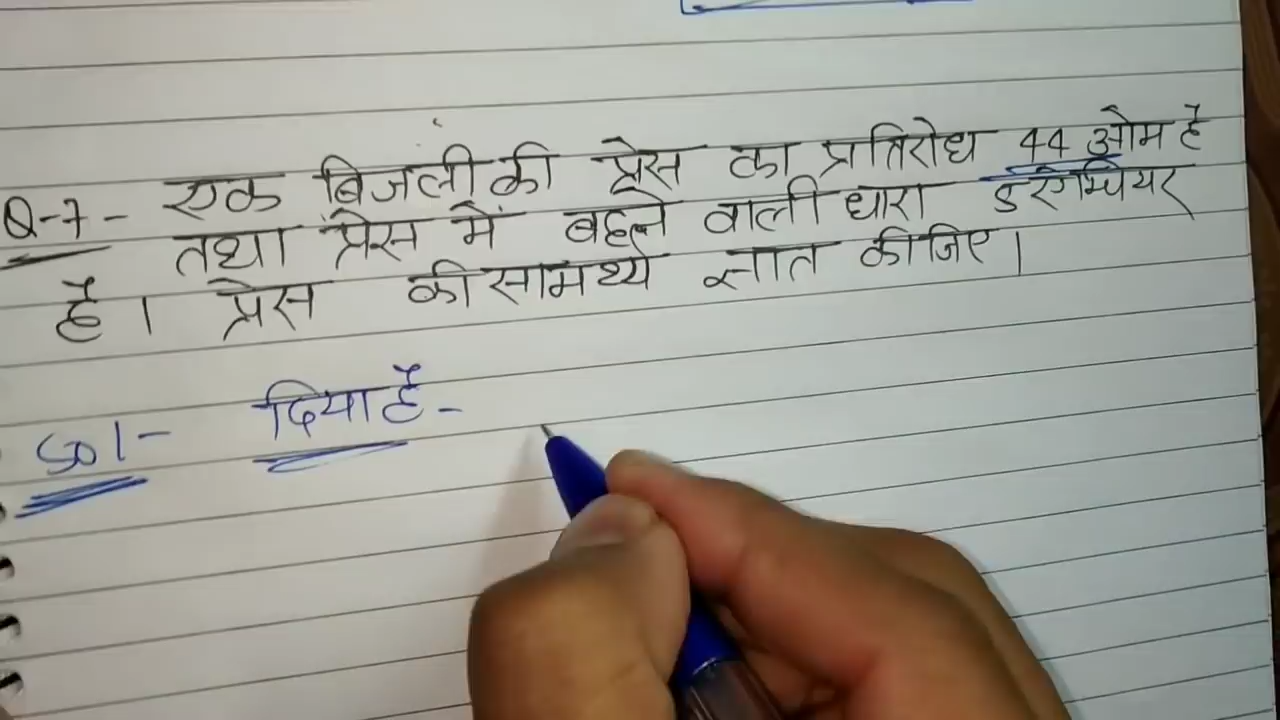 Q-7- एक बिजली की प्रेस का प्रतिरोध 44 ओम है
तथा प्रेस में बहने वाली धारा 5 एम्पियर
है । प्रेस की सामर्थ्य ज्ञात कीजिए ।
Sol- दिया है -